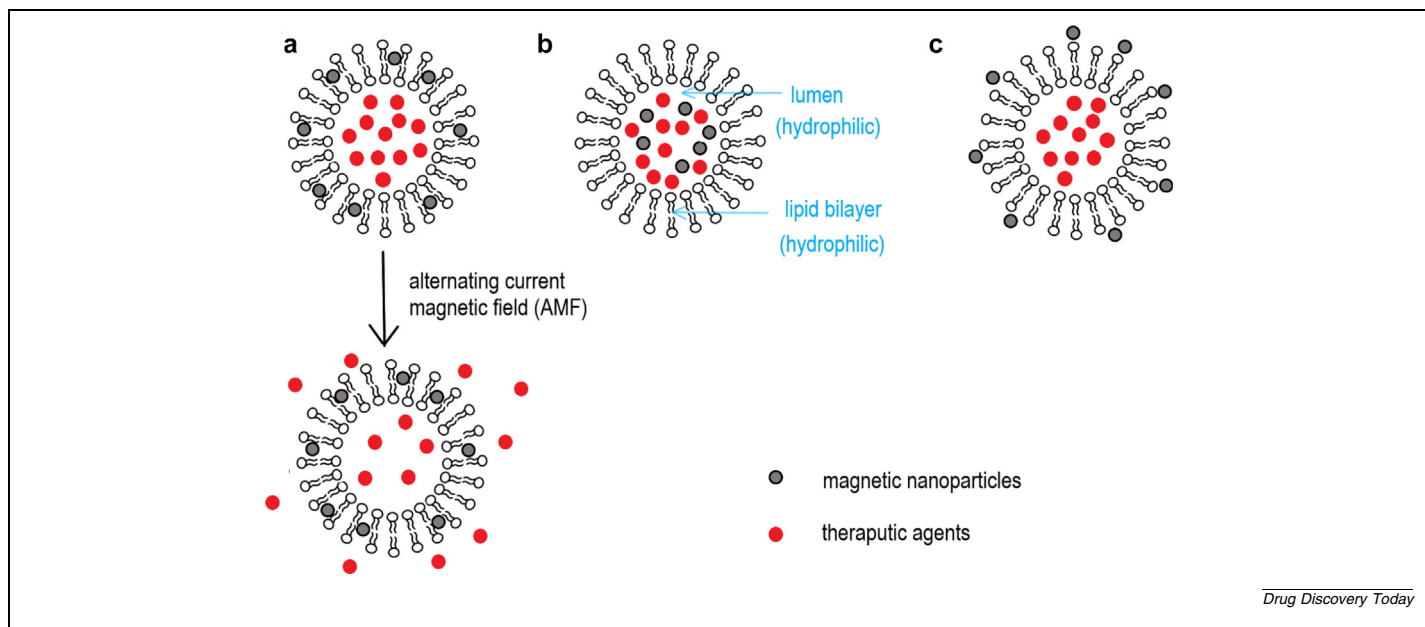 a
b
c
lumen
(hydrophilic)
lipid bilayer
(hydrophilic)
alternating current
magnetic field (AMF)
magnetic nanoparticles
theraputic agents
Drug Discovery Today